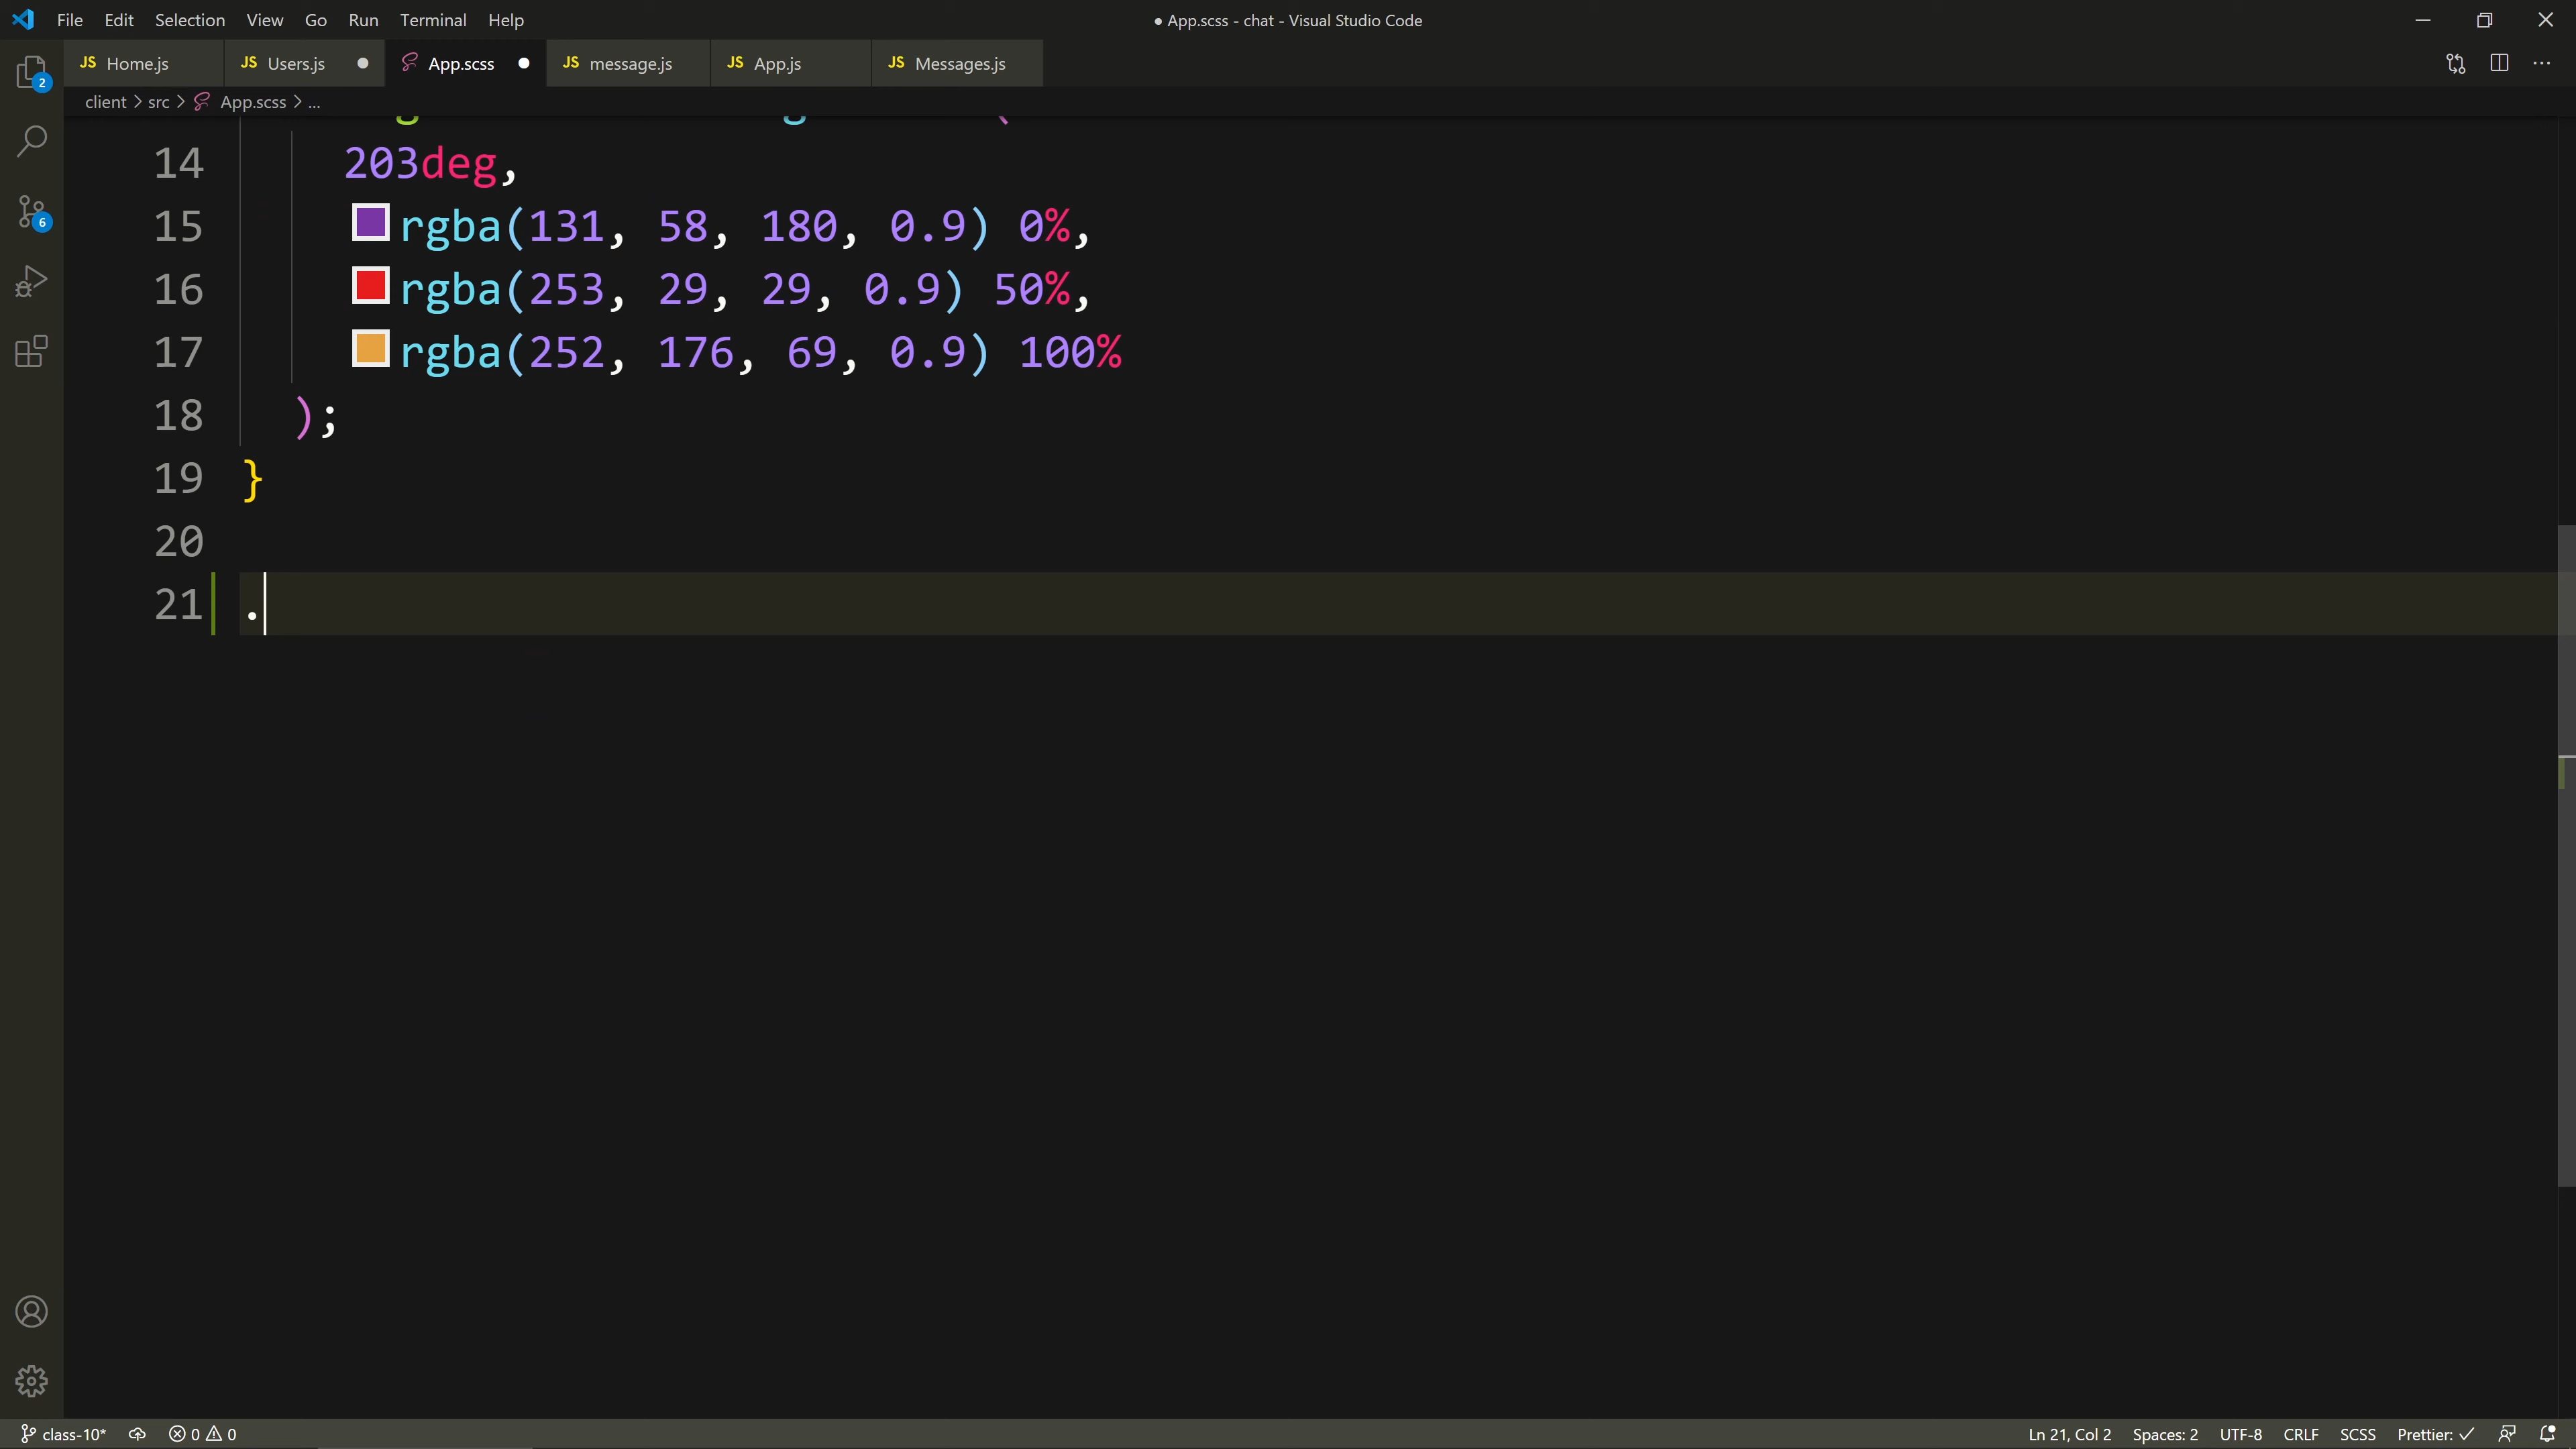 File Edit Selection View Go Run Terminal Help
● App.scss - chat - Visual Studio Code
2
JS Home.js
JS Users.js
App.scss
JS message.js
JS App.js
JS Messages.js
client > src > App.scss > ...
14 203deg,
15 rgba(131, 58, 180, 0.9) 0%,
16 rgba(253, 29, 29, 0.9) 50%,
17 rgba(252, 176, 69, 0.9) 100%
18 );
19 }
20
21 .
6
class-10* 0 0
Ln 21, Col 2 Spaces: 2 UTF-8 CRLF SCSS Prettier: ✓